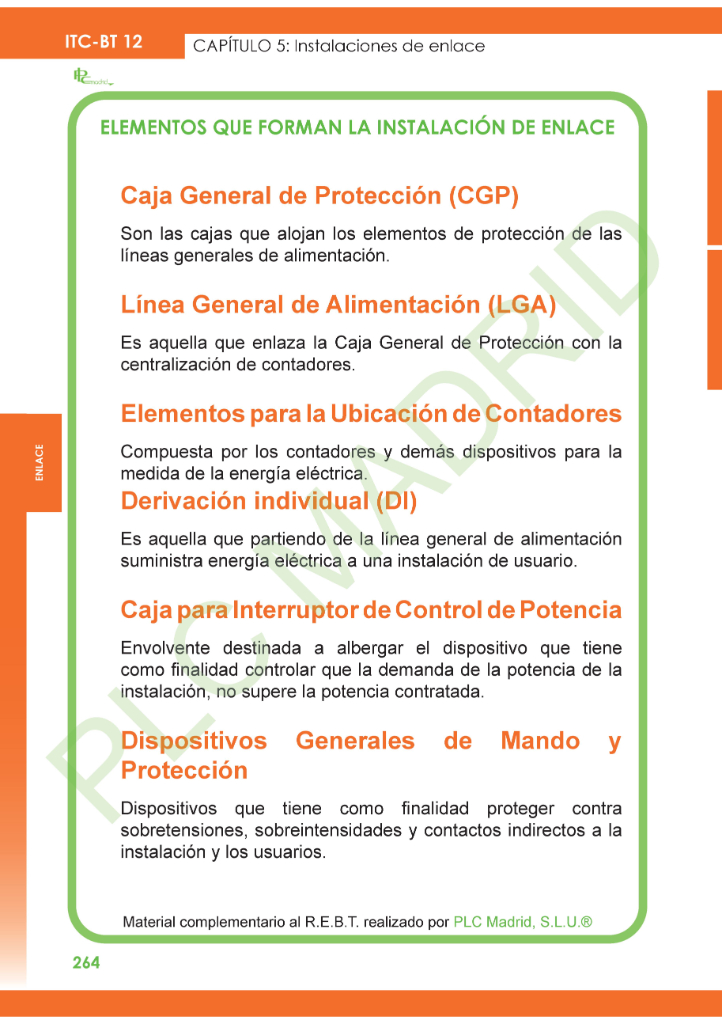 ITC-BT 12
CAPÍTULO 5: Instalaciones de enlace
PLCmadrid
ELEMENTOS QUE FORMAN LA INSTALACIÓN DE ENLACE
Caja General de Protección (CGP)
Son las cajas que alojan los elementos de protección de las
líneas generales de alimentación.
Línea General de Alimentación (LGA)
Es aquella que enlaza la Caja General de Protección con la
centralización de contadores.
Elementos para la Ubicación de Contadores
Compuesta por los contadores y demás dispositivos para la
medida de la energía eléctrica.
Derivación individual (DI)
Es aquella que partiendo de la línea general de alimentación
suministra energía eléctrica a una instalación de usuario.
Caja para Interruptor de Control de Potencia
Envolvente destinada a albergar el dispositivo que tiene
como finalidad controlar que la demanda de la potencia de la
instalación, no supere la potencia contratada.
Dispositivos Generales de Mando y
Protección
Dispositivos que tiene como finalidad proteger contra
sobretensiones, sobreintensidades y contactos indirectos a la
instalación y los usuarios.
Material complementario al R.E.B.T. realizado por PLC Madrid, S.L.U.®
264
ENLACE
PLC MADRID